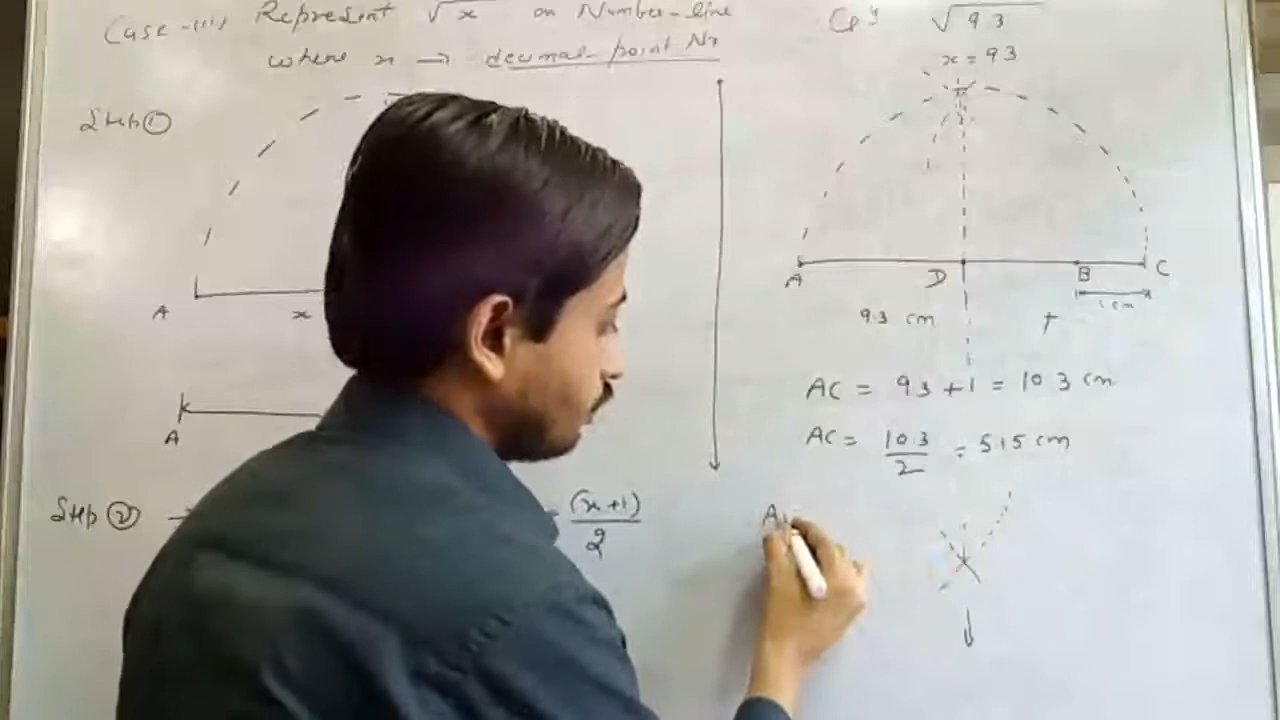 Case-(iii) Represent √x on Number-line
where x → decimal-point No
Step ①
A
x
A
Step ②
= (x+1)/2
√9.3
x = 9.3
A D B C
1 cm
9.3 cm
AC = 9.3 + 1 = 10.3 cm
AC = 10.3/2 = 5.15 cm